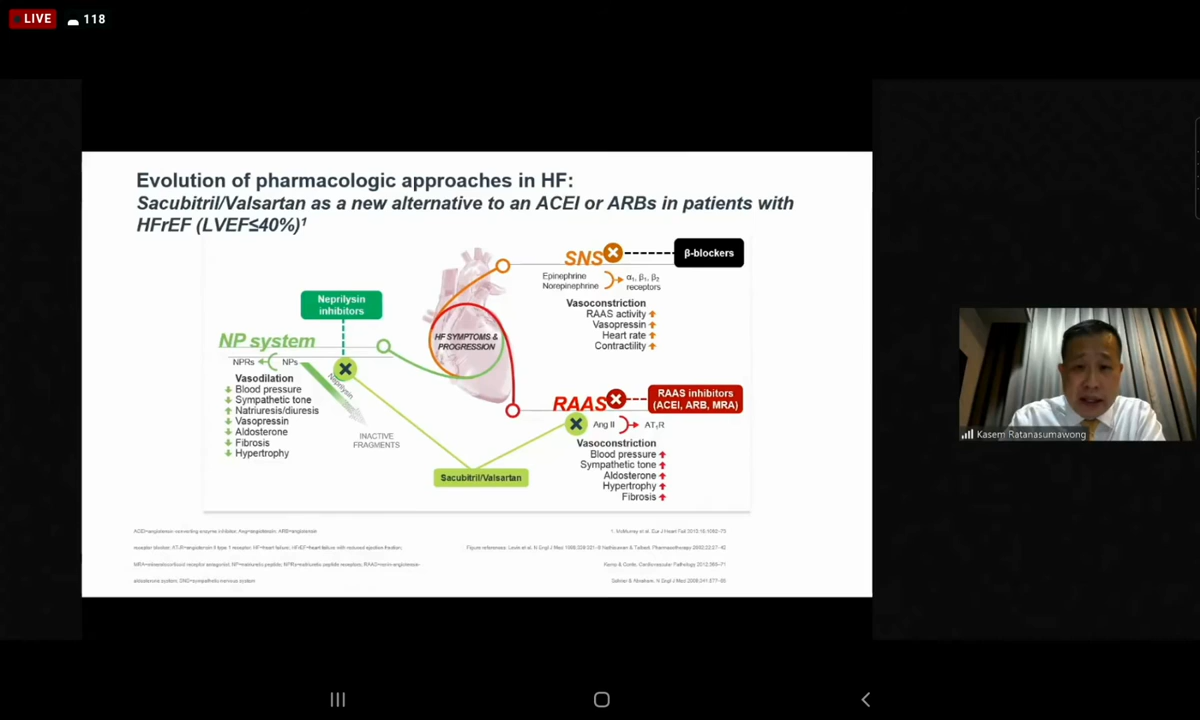 LIVE 118
Evolution of pharmacologic approaches in HF:
Sacubitril/Valsartan as a new alternative to an ACEI or ARBs in patients with
HFrEF (LVEF≤40%)¹
SNS
β-blockers
Epinephrine
Norepinephrine
α₁, β₁, β₂
receptors
Vasoconstriction
RAAS activity
Vasopressin
Heart rate
Contractility
Neprilysin
inhibitors
NP system
NPRs
NPs
Neprilysin
HF SYMPTOMS &
PROGRESSION
Vasodilation
Blood pressure
Sympathetic tone
Natriuresis/diuresis
Vasopressin
Aldosterone
Fibrosis
Hypertrophy
INACTIVE
FRAGMENTS
RAAS
RAAS inhibitors
(ACEI, ARB, MRA)
Ang II
AT₁R
Vasoconstriction
Blood pressure
Sympathetic tone
Aldosterone
Hypertrophy
Fibrosis
Sacubitril/Valsartan
Kasem Ratanasumawong